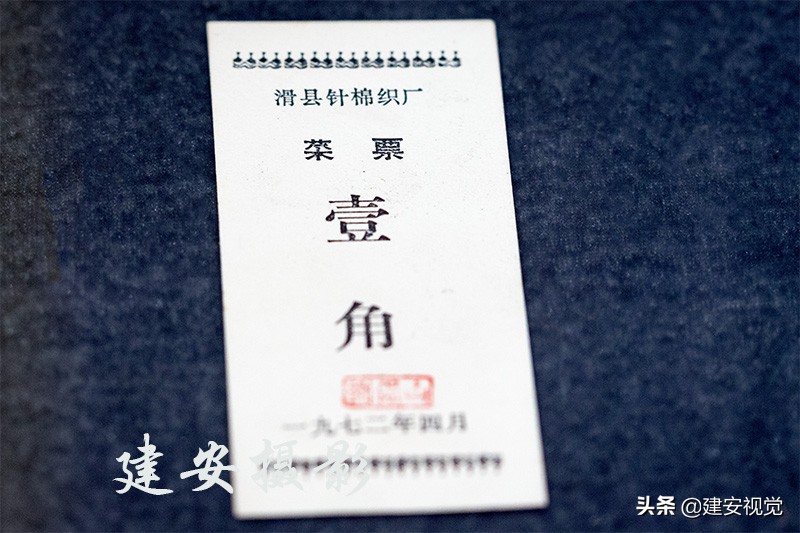 滑县针棉织厂
菜 票
壹
角
一九七二年四月
建安摄影
头条 @建安视觉